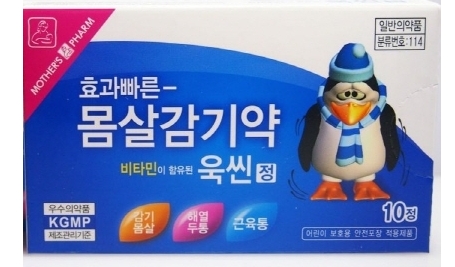 MOTHER'S PHARM
일반의약품
분류번호:114
효과빠른-
몸살감기약
비타민이 함유된 욱씬 정
우수의약품
KGMP
제조관리기준
감기
몸살
해열
두통
근육통
10정
어린이 보호용 안전포장 적용제품